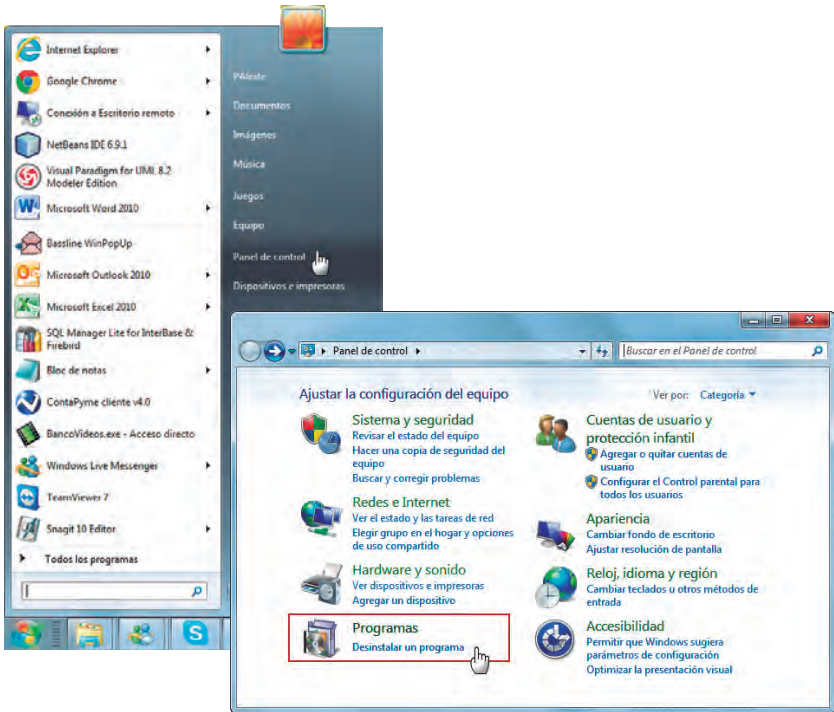 Internet Explorer
Google Chrome
Conexión a Escritorio remoto
NetBeans IDE 6.9.1
Visual Paradigm for UML 8.2
Modeler Edition
Microsoft Word 2010
Bassline WinPopUp
Microsoft Outlook 2010
Microsoft Excel 2010
SQL Manager Lite for InterBase &
Firebird
Bloc de notas
ContaPyme cliente v4.0
BancoVideos.exe - Acceso directo
Windows Live Messenger
TeamViewer 7
Snagit 10 Editor
Todos los programas
PAlzate
Documentos
Imágenes
Música
Juegos
Equipo
Panel de control
Dispositivos e impresoras
Panel de control
Buscar en el Panel de control
Ajustar la configuración del equipo
Ver por: Categoría
Sistema y seguridad
Revisar el estado del equipo
Hacer una copia de seguridad del
equipo
Buscar y corregir problemas
Redes e Internet
Ver el estado y las tareas de red
Elegir grupo en el hogar y opciones
de uso compartido
Hardware y sonido
Ver dispositivos e impresoras
Agregar un dispositivo
Programas
Desinstalar un programa
Cuentas de usuario y
protección infantil
Agregar o quitar cuentas de
usuario
Configurar el Control parental para
todos los usuarios
Apariencia
Cambiar fondo de escritorio
Ajustar resolución de pantalla
Reloj, idioma y región
Cambiar teclados u otros métodos de
entrada
Accesibilidad
Permitir que Windows sugiera
parámetros de configuración
Optimizar la presentación visual